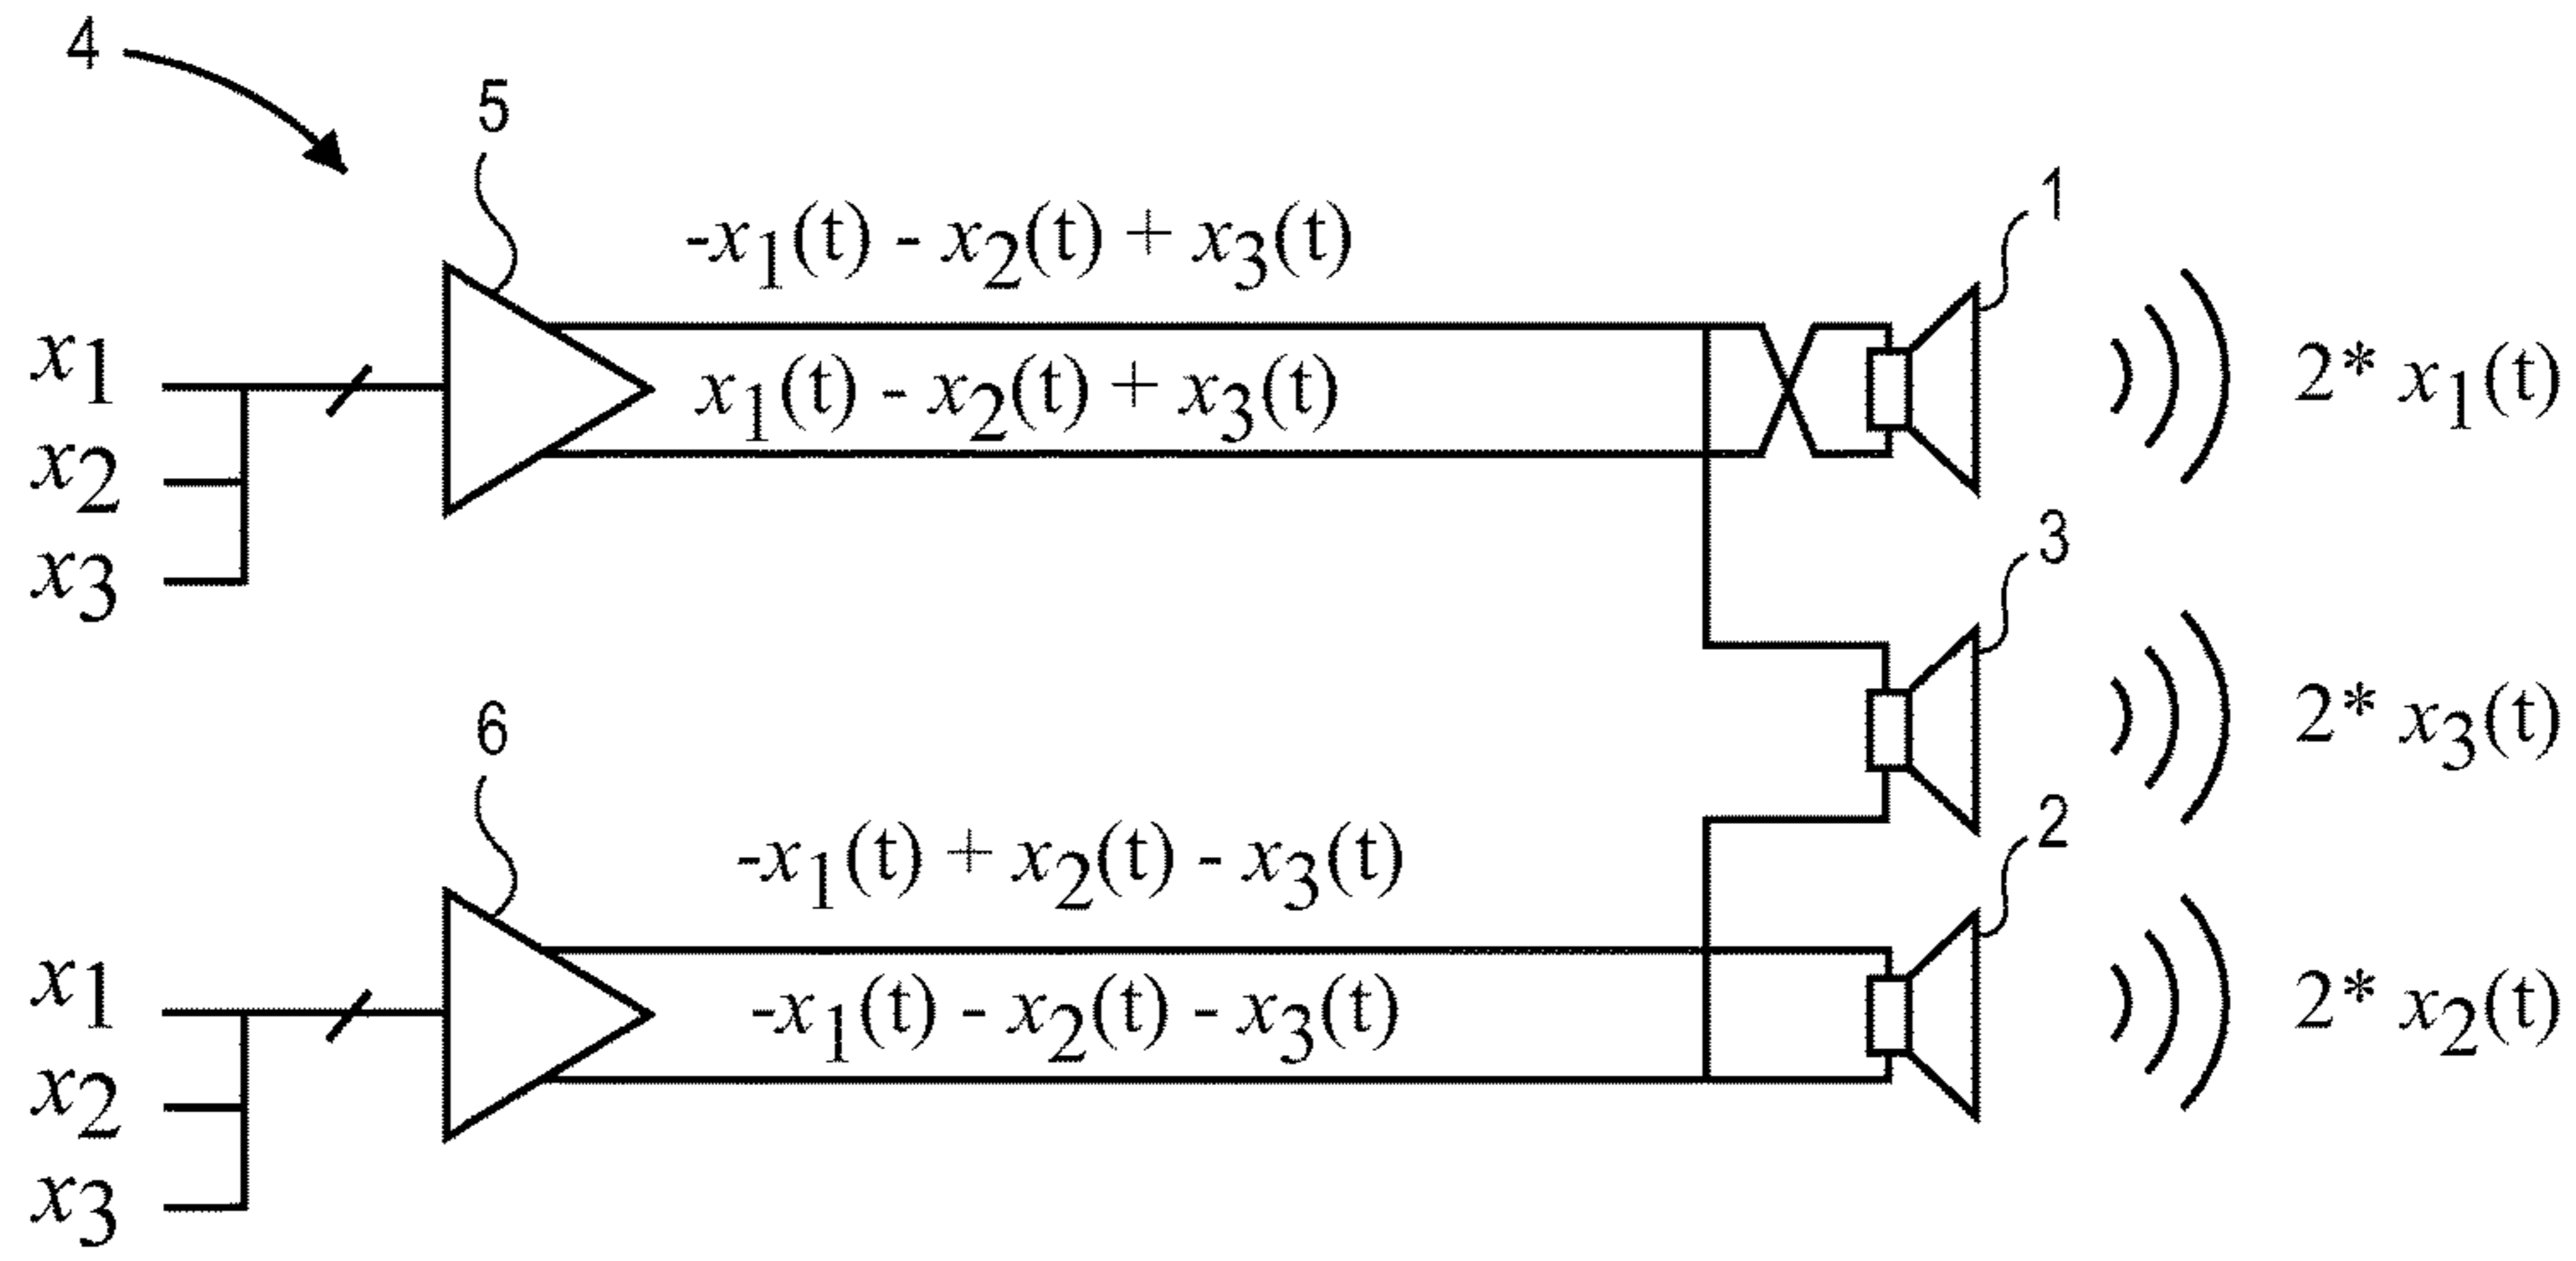 4
5
-x1(t) - x2(t) + x3(t)
1
x1
x1(t) - x2(t) + x3(t)
2* x1(t)
x2
x3
3
2* x3(t)
6
-x1(t) + x2(t) - x3(t)
2
x1
-x1(t) - x2(t) - x3(t)
2* x2(t)
x2
x3